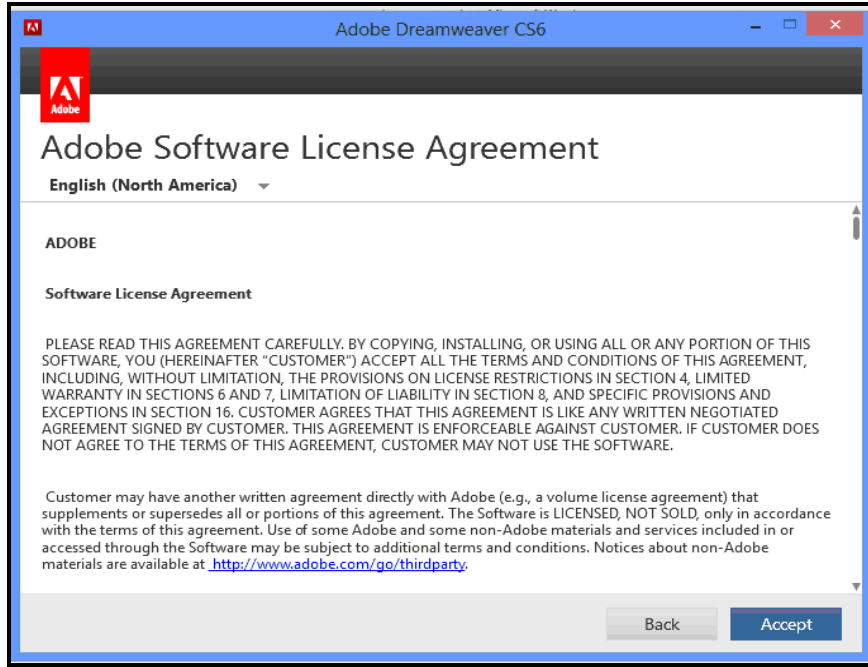 Adobe Dreamweaver CS6
Adobe
Adobe Software License Agreement
English (North America)
ADOBE
Software License Agreement
PLEASE READ THIS AGREEMENT CAREFULLY. BY COPYING, INSTALLING, OR USING ALL OR ANY PORTION OF THIS
SOFTWARE, YOU (HEREINAFTER "CUSTOMER") ACCEPT ALL THE TERMS AND CONDITIONS OF THIS AGREEMENT,
INCLUDING, WITHOUT LIMITATION, THE PROVISIONS ON LICENSE RESTRICTIONS IN SECTION 4, LIMITED
WARRANTY IN SECTIONS 6 AND 7, LIMITATION OF LIABILITY IN SECTION 8, AND SPECIFIC PROVISIONS AND
EXCEPTIONS IN SECTION 16. CUSTOMER AGREES THAT THIS AGREEMENT IS LIKE ANY WRITTEN NEGOTIATED
AGREEMENT SIGNED BY CUSTOMER. THIS AGREEMENT IS ENFORCEABLE AGAINST CUSTOMER. IF CUSTOMER DOES
NOT AGREE TO THE TERMS OF THIS AGREEMENT, CUSTOMER MAY NOT USE THE SOFTWARE.
Customer may have another written agreement directly with Adobe (e.g., a volume license agreement) that
supplements or supersedes all or portions of this agreement. The Software is LICENSED, NOT SOLD, only in accordance
with the terms of this agreement. Use of some Adobe and some non-Adobe materials and services included in or
accessed through the Software may be subject to additional terms and conditions. Notices about non-Adobe
materials are available at http://www.adobe.com/go/thirdparty.
Back Accept